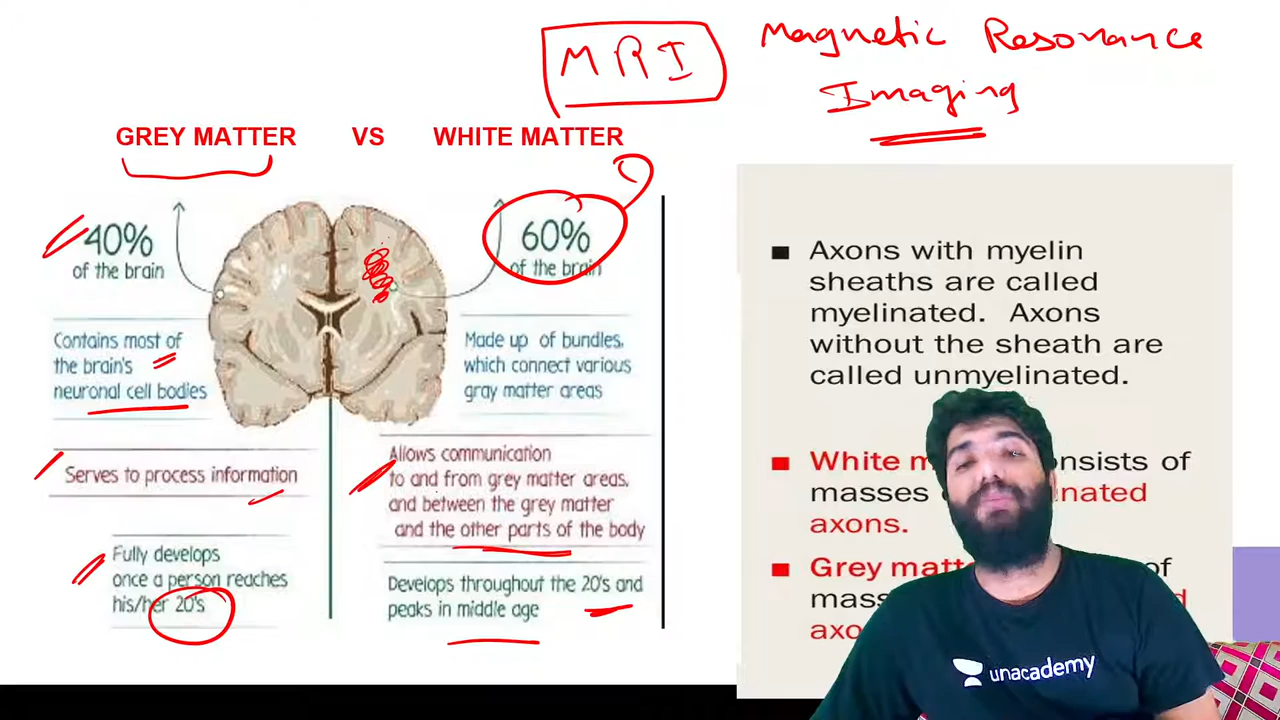 MRI Magnetic Resonance
Imaging
GREY MATTER VS WHITE MATTER
40%
of the brain
60%
of the brain
Contains most of
the brain's
neuronal cell bodies
Made up of bundles,
which connect various
gray matter areas
Serves to process information
Allows communication
to and from grey matter areas,
and between the grey matter
and the other parts of the body
Fully develops
once a person reaches
his/her 20's
Develops throughout the 20's and
peaks in middle age
■ Axons with myelin
sheaths are called
myelinated. Axons
without the sheath are
called unmyelinated.
■ White consists of
masses
axons.
■ Grey of
unacademy